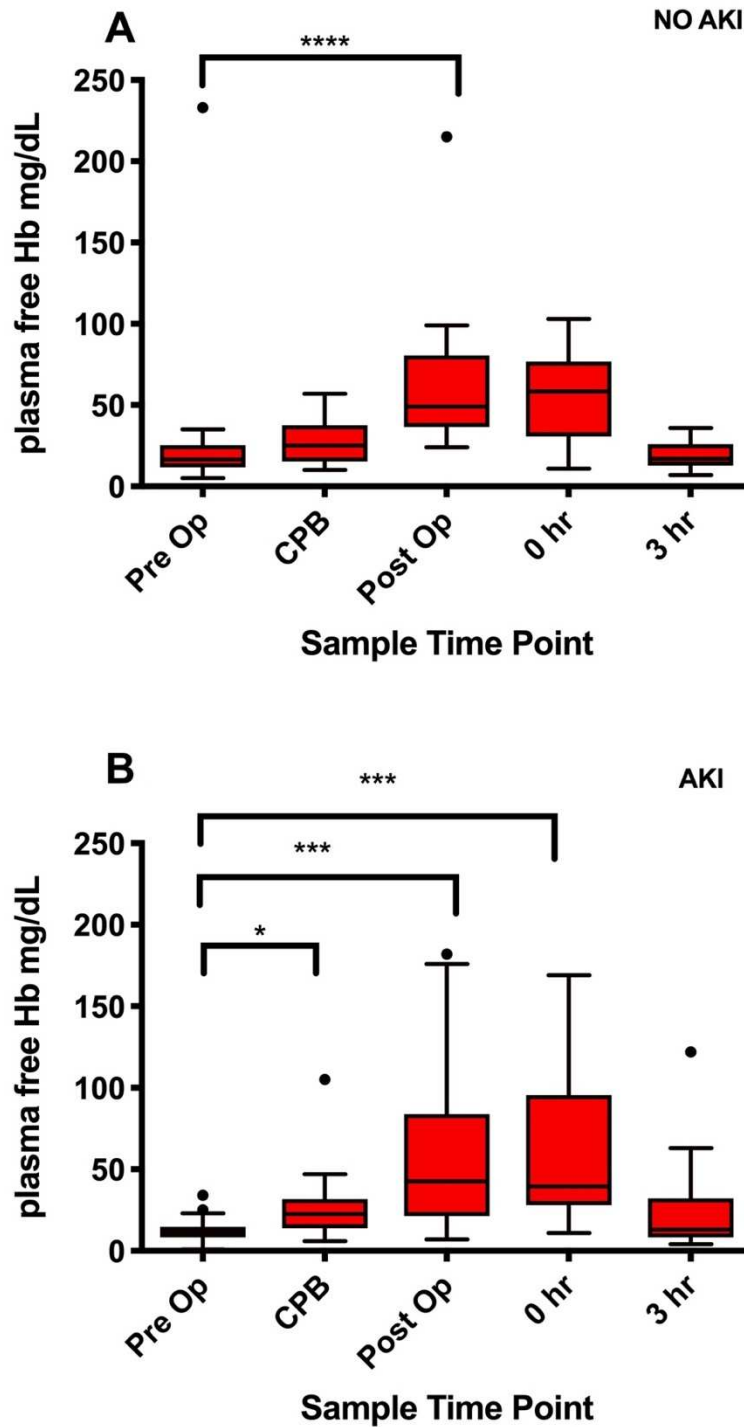 A
NO AKI
****
plasma free Hb mg/dL
250
200
150
100
50
0
Pre Op
CPB
Post Op
0 hr
3 hr
Sample Time Point
B
AKI
***
***
*
plasma free Hb mg/dL
250
200
150
100
50
0
Pre Op
CPB
Post Op
0 hr
3 hr
Sample Time Point